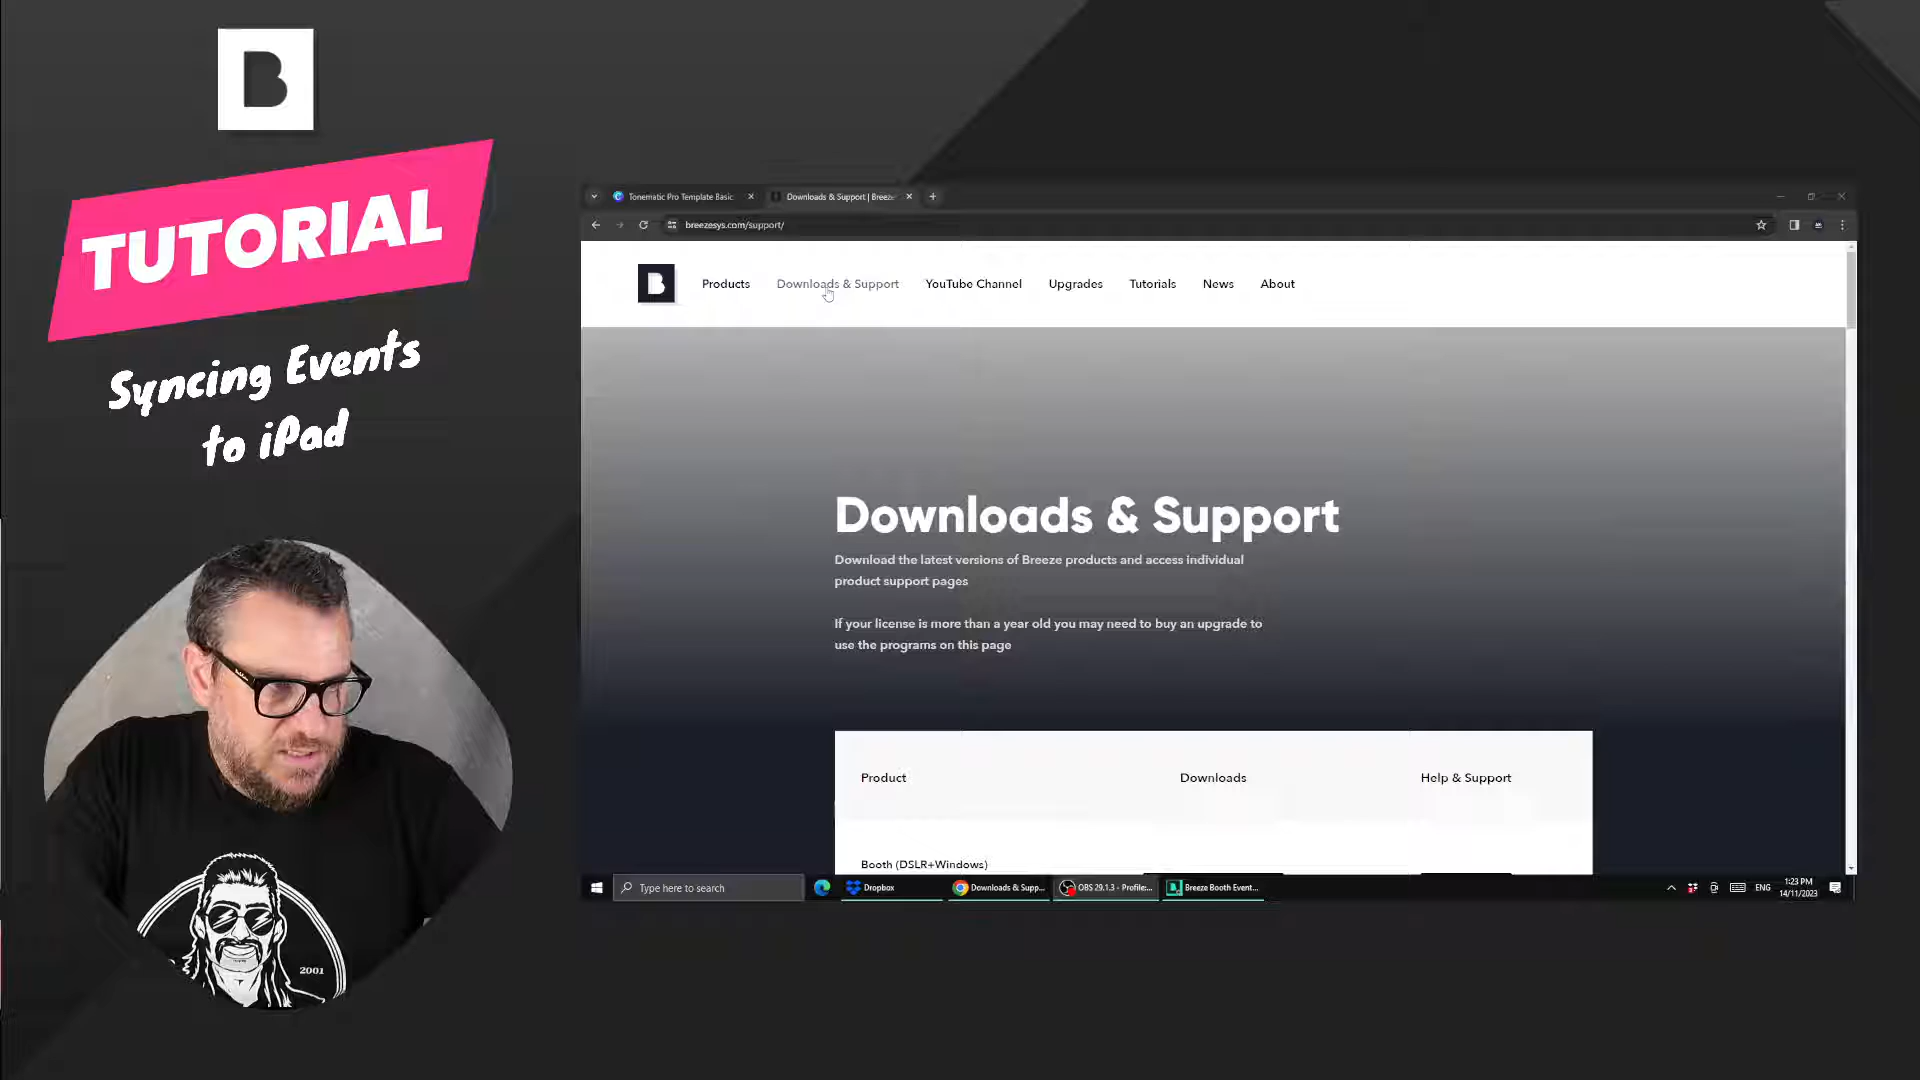 B
TUTORIAL
Syncing Events
to iPad
2001
Tonematic Pro Template Basic
Downloads & Support | Breeze
breezesys.com/support/
B
Products
Downloads & Support
YouTube Channel
Upgrades
Tutorials
News
About
Downloads & Support
Download the latest versions of Breeze products and access individual
product support pages
If your license is more than a year old you may need to buy an upgrade to
use the programs on this page
Product
Downloads
Help & Support
Booth (DSLR+Windows)
Type here to search
Dropbox
Downloads & Supp...
OBS 29.1.3 - Profile:...
Breeze Booth Event...
ENG
1:23 PM
14/11/2023